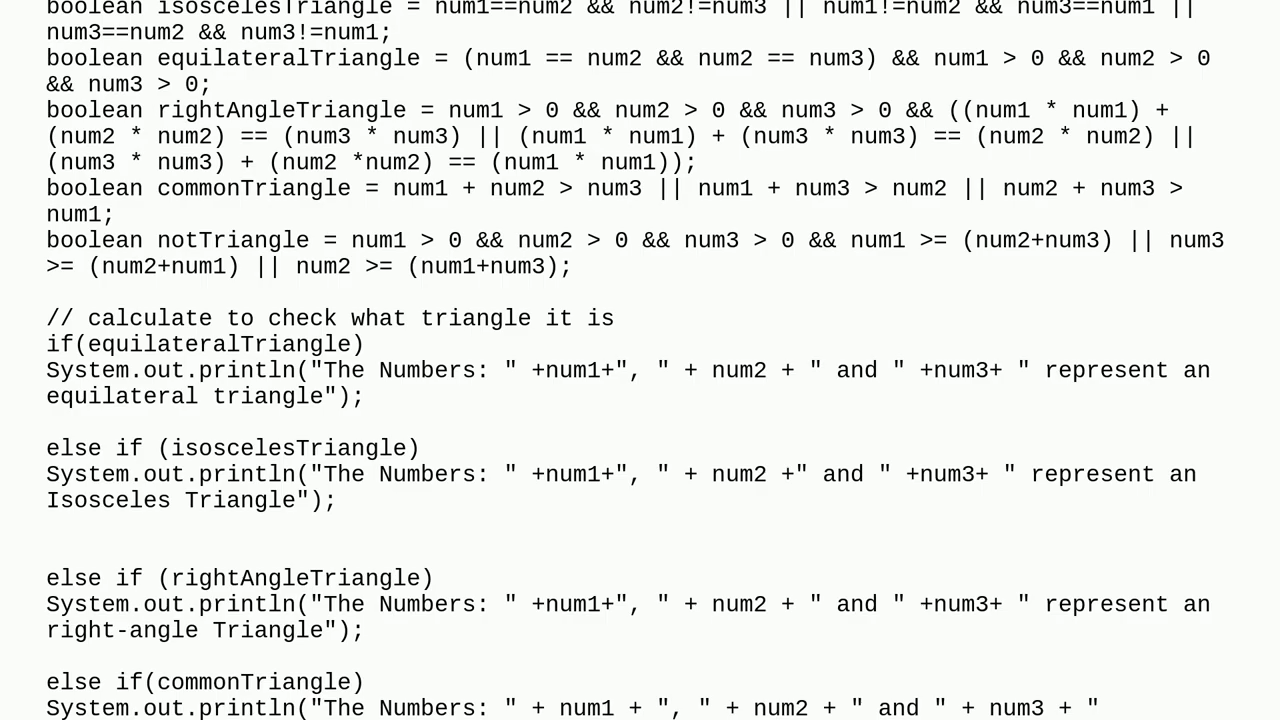 boolean isoscelesTriangle = num1==num2 && num2!=num3 || num1!=num2 && num3==num1 ||
num3==num2 && num3!=num1;
boolean equilateralTriangle = (num1 == num2 && num2 == num3) && num1 > 0 && num2 > 0
&& num3 > 0;
boolean rightAngleTriangle = num1 > 0 && num2 > 0 && num3 > 0 && ((num1 * num1) +
(num2 * num2) == (num3 * num3) || (num1 * num1) + (num3 * num3) == (num2 * num2) ||
(num3 * num3) + (num2 *num2) == (num1 * num1));
boolean commonTriangle = num1 + num2 > num3 || num1 + num3 > num2 || num2 + num3 >
num1;
boolean notTriangle = num1 > 0 && num2 > 0 && num3 > 0 && num1 >= (num2+num3) || num3
>= (num2+num1) || num2 >= (num1+num3);
// calculate to check what triangle it is
if(equilateralTriangle)
System.out.println("The Numbers: " +num1+", " + num2 + " and " +num3+ " represent an
equilateral triangle");
else if (isoscelesTriangle)
System.out.println("The Numbers: " +num1+", " + num2 +" and " +num3+ " represent an
Isosceles Triangle");
else if (rightAngleTriangle)
System.out.println("The Numbers: " +num1+", " + num2 + " and " +num3+ " represent an
right-angle Triangle");
else if(commonTriangle)
System.out.println("The Numbers: " + num1 + ", " + num2 + " and " + num3 + "